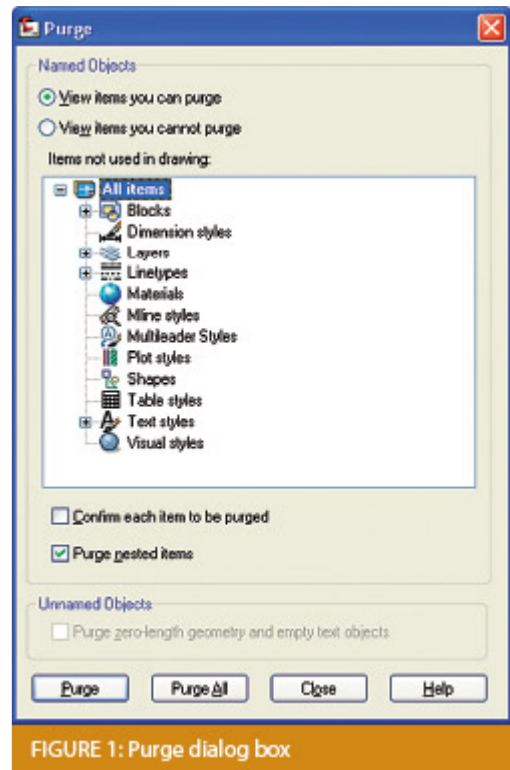 Purge
Named Objects
View items you can purge
View items you cannot purge
Items not used in drawing:
All items
Blocks
Dimension styles
Layers
Linetypes
Materials
Mline styles
Multileader Styles
Plot styles
Shapes
Table styles
Text styles
Visual styles
Confirm each item to be purged
Purge nested items
Unnamed Objects
Purge zero-length geometry and empty text objects
Purge Purge All Close Help
FIGURE 1: Purge dialog box